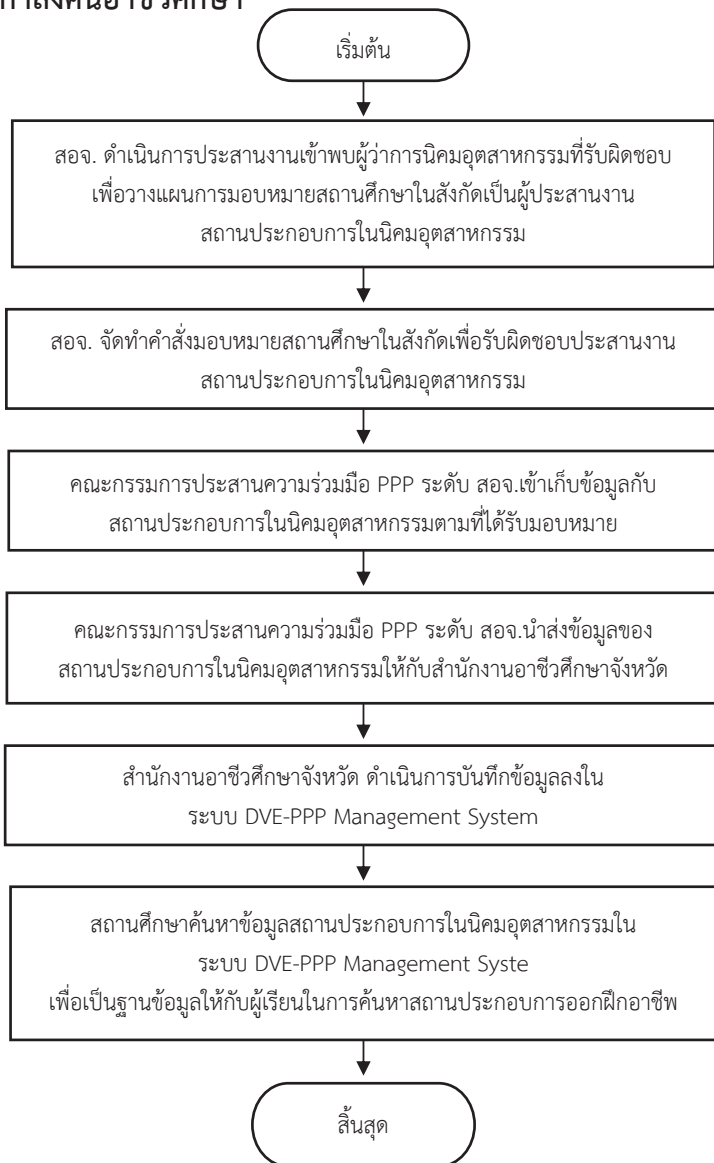 กำลังคนอาชีวศึกษา
เริ่มต้น
สอจ. ดำเนินการประสานงานเข้าพบผู้ว่าการนิคมอุตสาหกรรมที่รับผิดชอบ
เพื่อวางแผนการมอบหมายสถานศึกษาในสังกัดเป็นผู้ประสานงาน
สถานประกอบการในนิคมอุตสาหกรรม
สอจ. จัดทำคำสั่งมอบหมายสถานศึกษาในสังกัดเพื่อรับผิดชอบประสานงาน
สถานประกอบการในนิคมอุตสาหกรรม
คณะกรรมการประสานความร่วมมือ PPP ระดับ สอจ.เข้าเก็บข้อมูลกับ
สถานประกอบการในนิคมอุตสาหกรรมตามที่ได้รับมอบหมาย
คณะกรรมการประสานความร่วมมือ PPP ระดับ สอจ.นำส่งข้อมูลของ
สถานประกอบการในนิคมอุตสาหกรรมให้กับสำนักงานอาชีวศึกษาจังหวัด
สำนักงานอาชีวศึกษาจังหวัด ดำเนินการบันทึกข้อมูลลงใน
ระบบ DVE-PPP Management System
สถานศึกษาค้นหาข้อมูลสถานประกอบการในนิคมอุตสาหกรรมใน
ระบบ DVE-PPP Management Syste
เพื่อเป็นฐานข้อมูลให้กับผู้เรียนในการค้นหาสถานประกอบการออกฝึกอาชีพ
สิ้นสุด